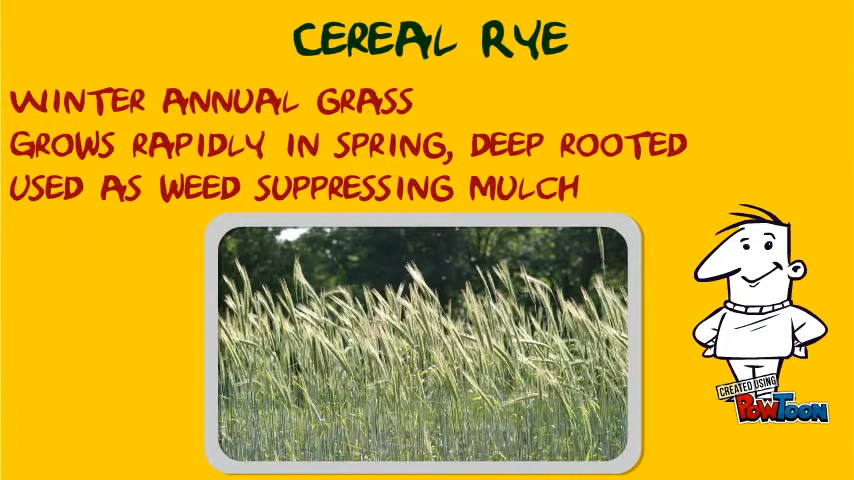 CEREAL RYE
WINTER ANNUAL GRASS
GROWS RAPIDLY IN SPRING, DEEP ROOTED
USED AS WEED SUPPRESSING MULCH
CREATED USING
POWTOON